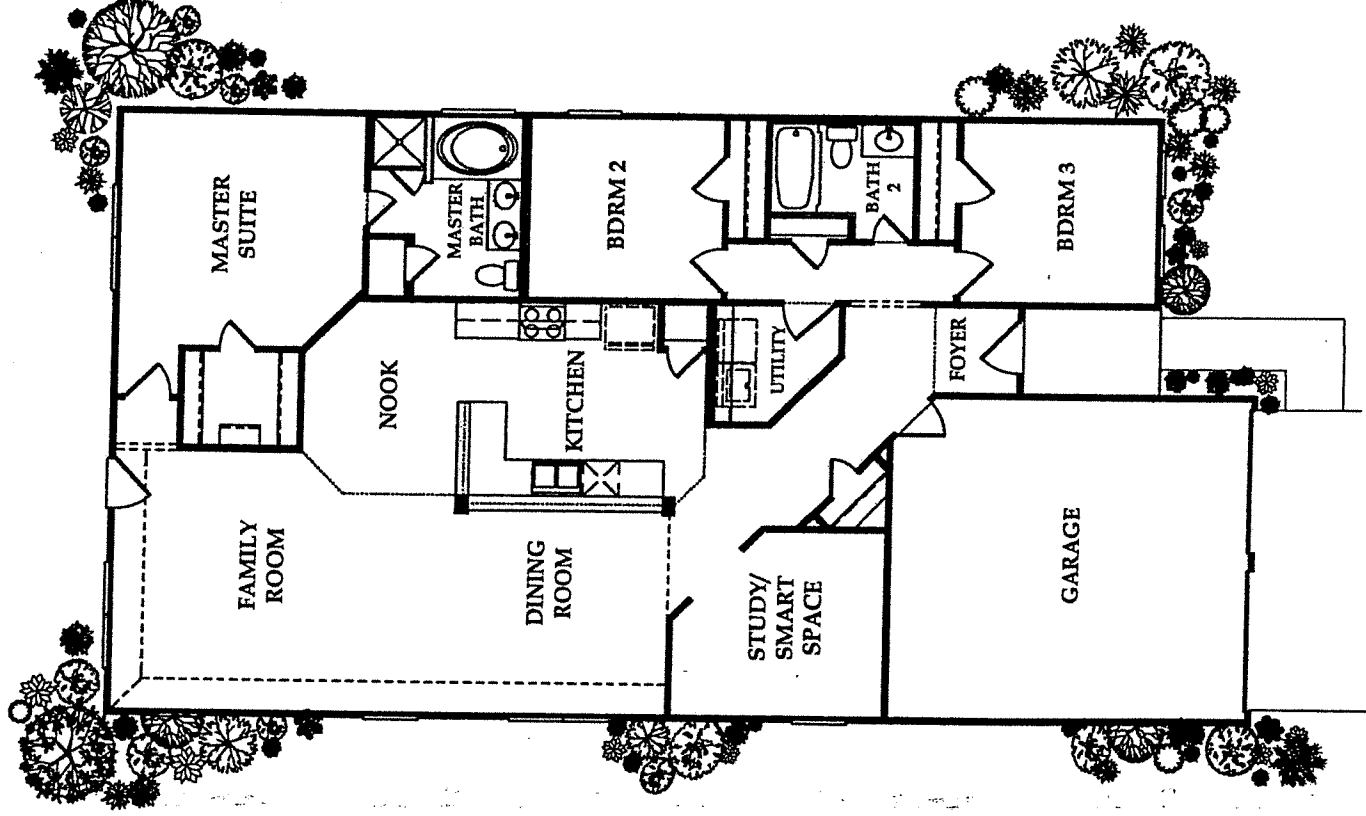 MASTER
SUITE
MASTER
BATH
BDRM 2
BATH
2
BDRM 3
NOOK
KITCHEN
UTILITY
FOYER
FAMILY
ROOM
DINING
ROOM
STUDY/
SMART
SPACE
GARAGE